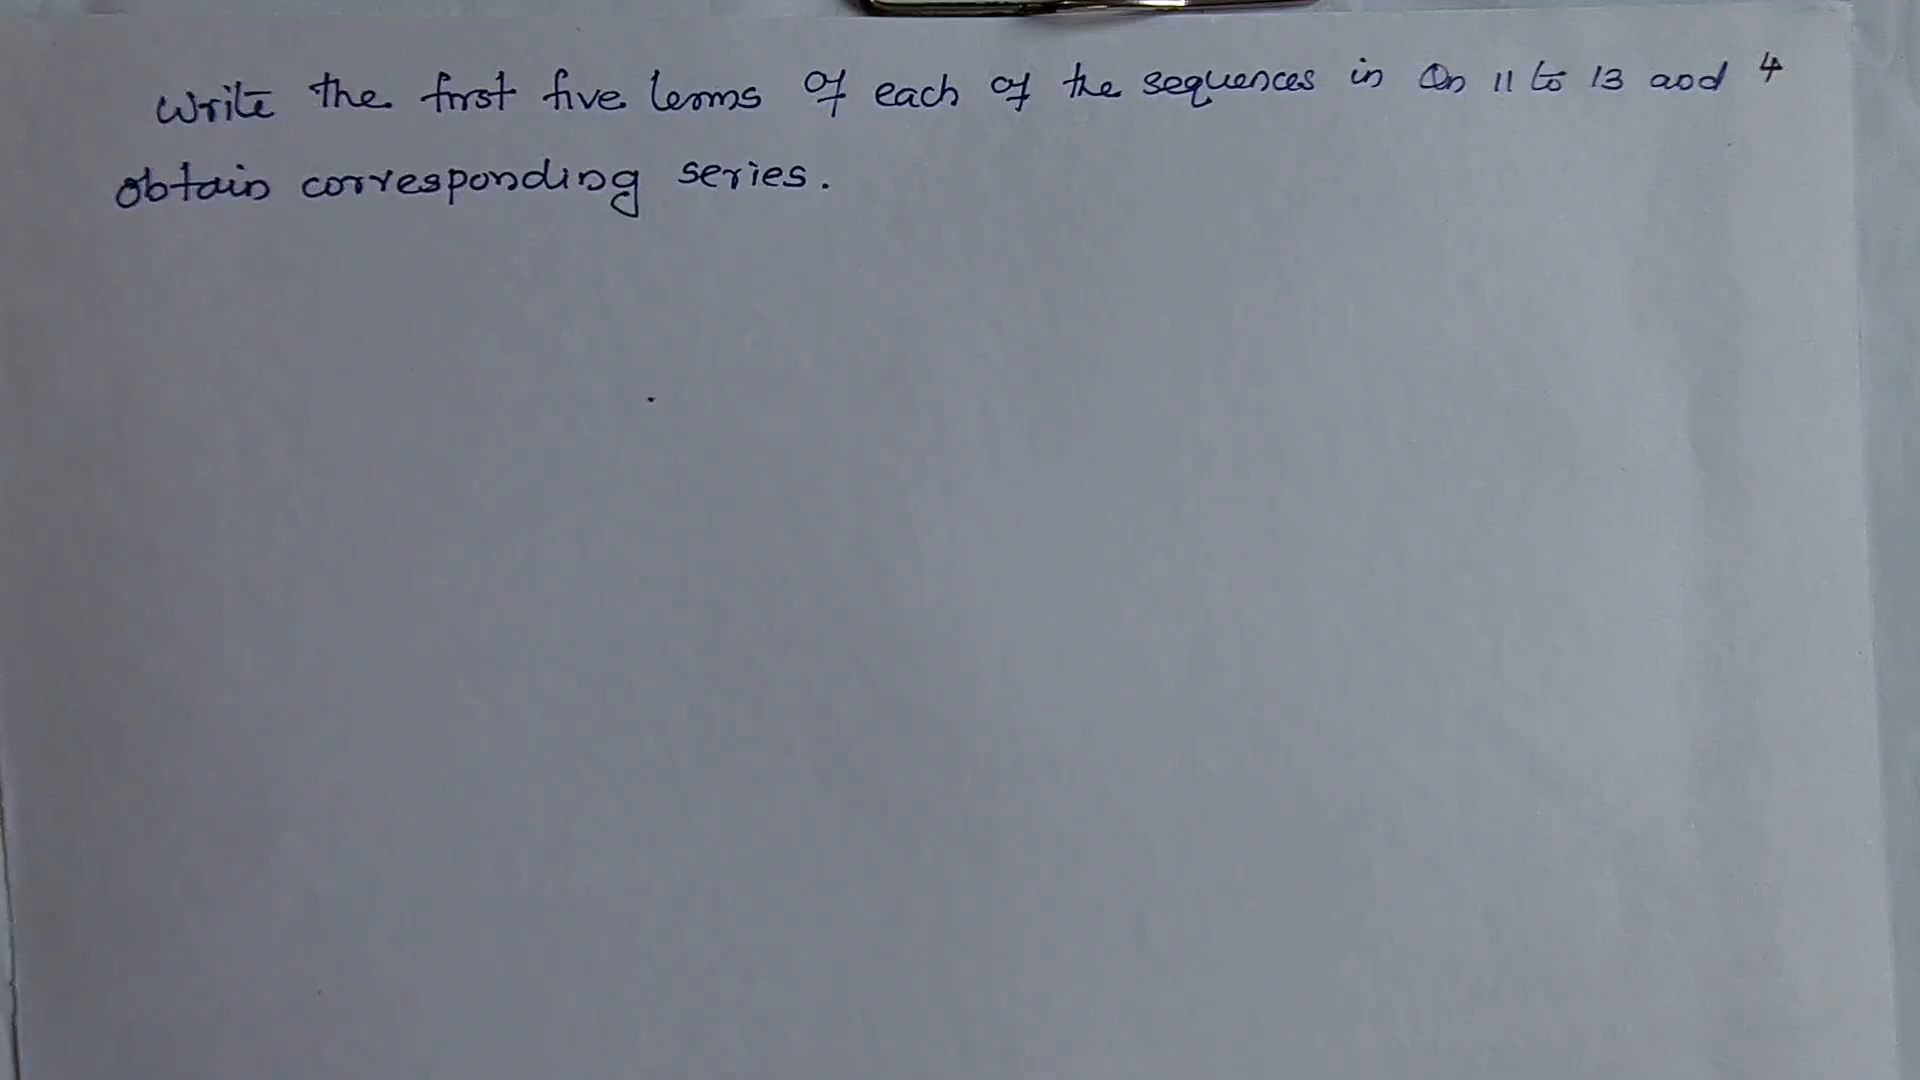 Write the first five terms of each of the sequences in Qn 11 to 13 and 4
obtain corresponding series.